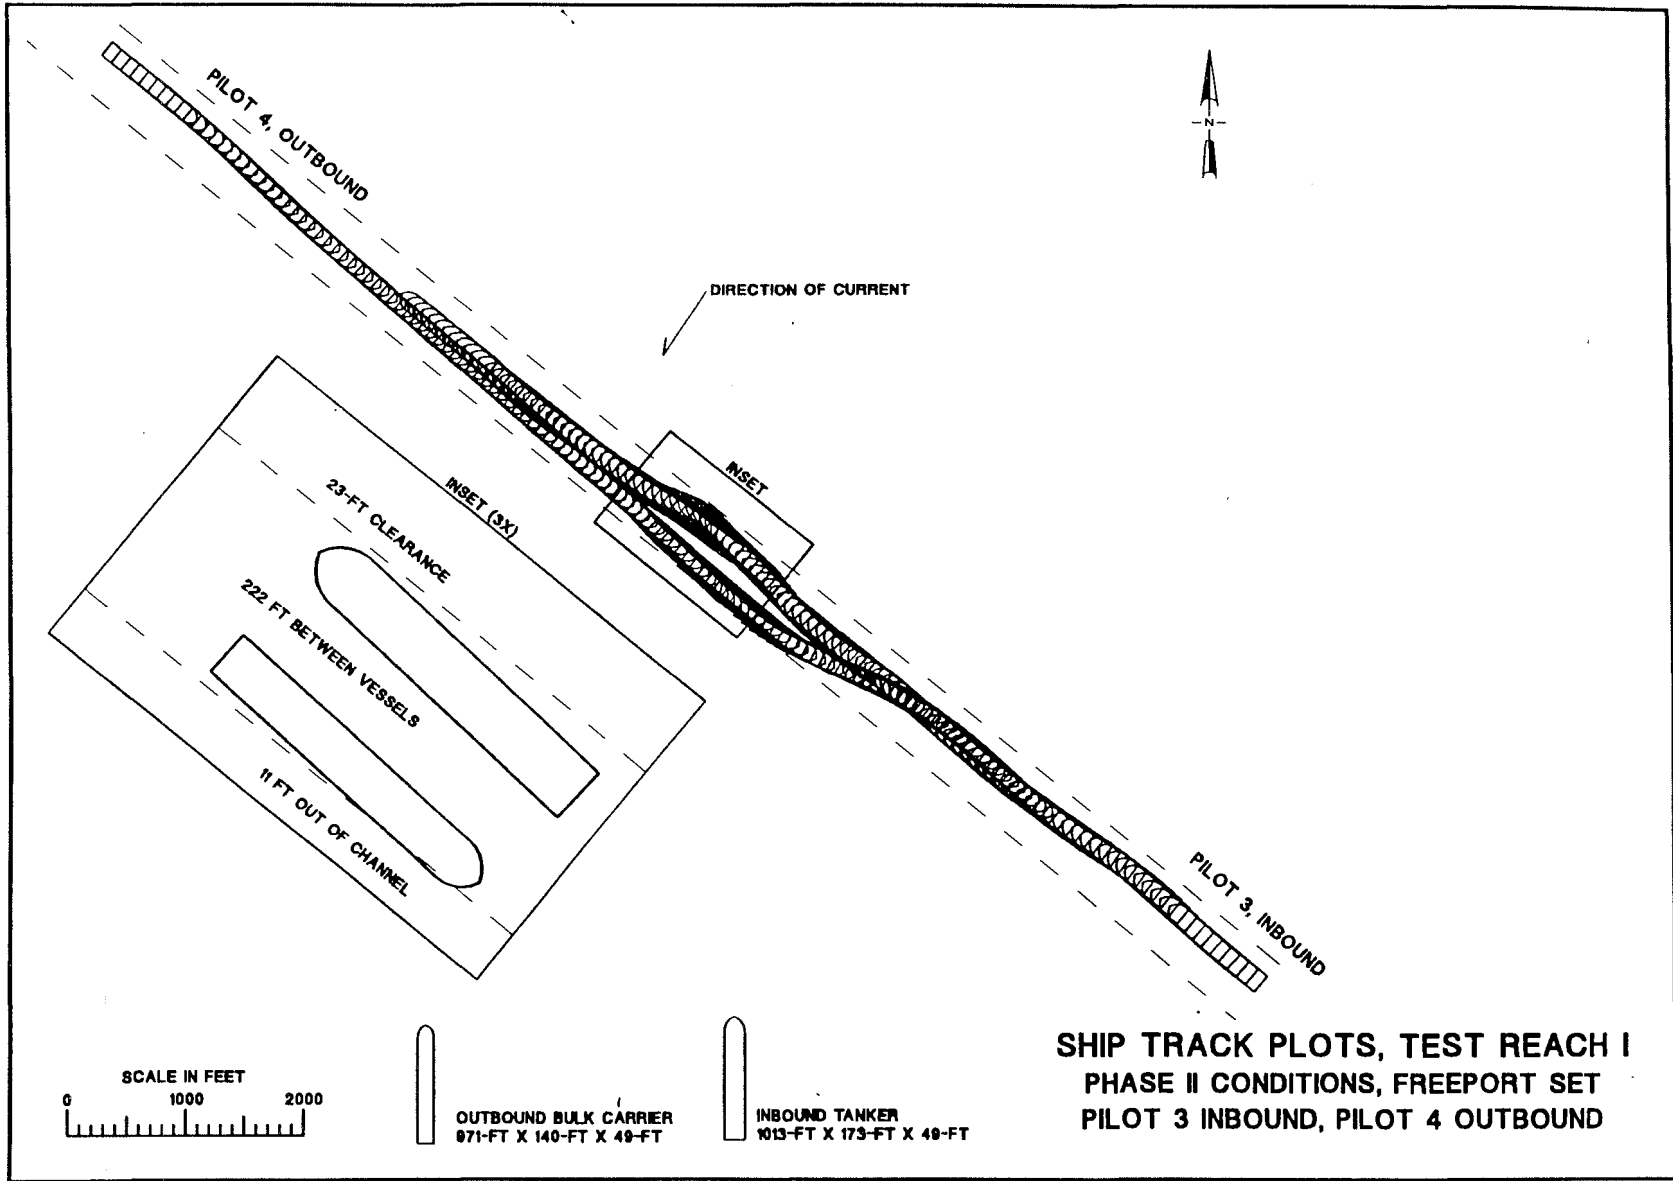 PILOT 4, OUTBOUND
N
DIRECTION OF CURRENT
INSET
INSET (3X)
23-FT CLEARANCE
222 FT BETWEEN VESSELS
11 FT OUT OF CHANNEL
PILOT 3, INBOUND
SCALE IN FEET
0 1000 2000
OUTBOUND BULK CARRIER
971-FT X 140-FT X 49-FT
INBOUND TANKER
1013-FT X 173-FT X 49-FT
SHIP TRACK PLOTS, TEST REACH I
PHASE II CONDITIONS, FREEPORT SET
PILOT 3 INBOUND, PILOT 4 OUTBOUND